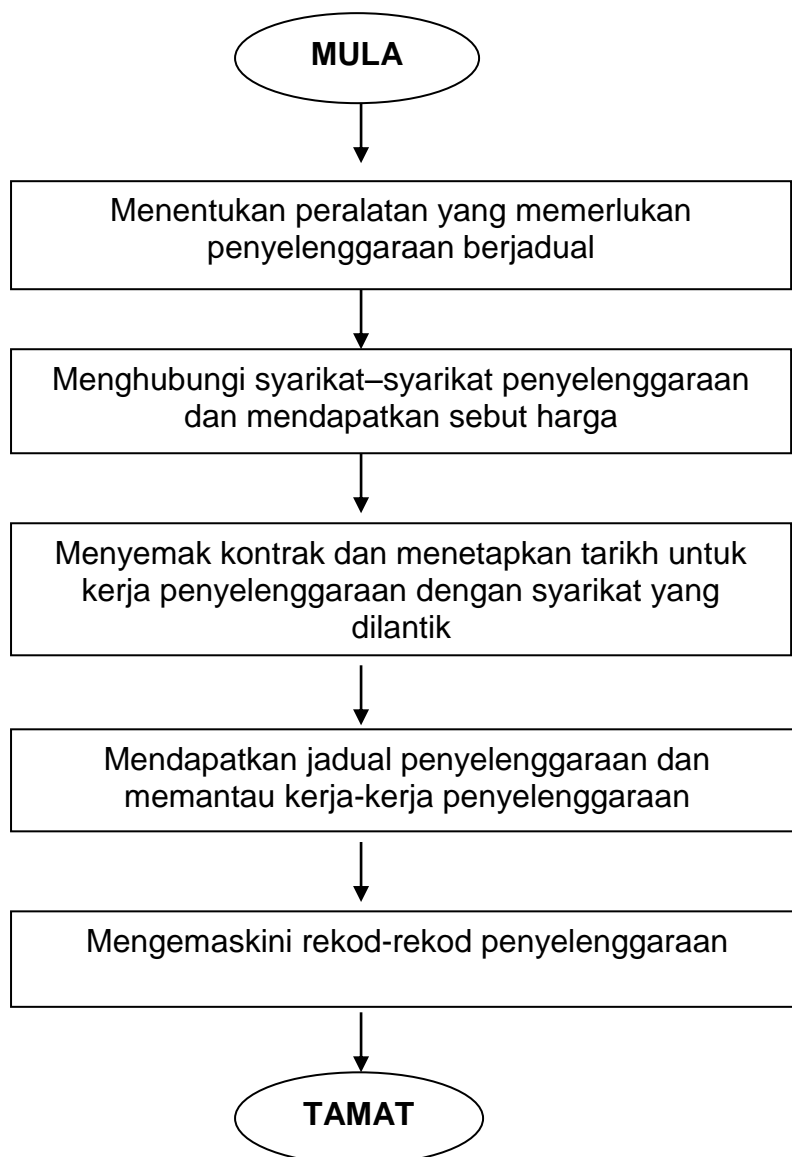 MULA
Menentukan peralatan yang memerlukan
penyelenggaraan berjadual
Menghubungi syarikat–syarikat penyelenggaraan
dan mendapatkan sebut harga
Menyemak kontrak dan menetapkan tarikh untuk
kerja penyelenggaraan dengan syarikat yang
dilantik
Mendapatkan jadual penyelenggaraan dan
memantau kerja-kerja penyelenggaraan
Mengemaskini rekod-rekod penyelenggaraan
TAMAT